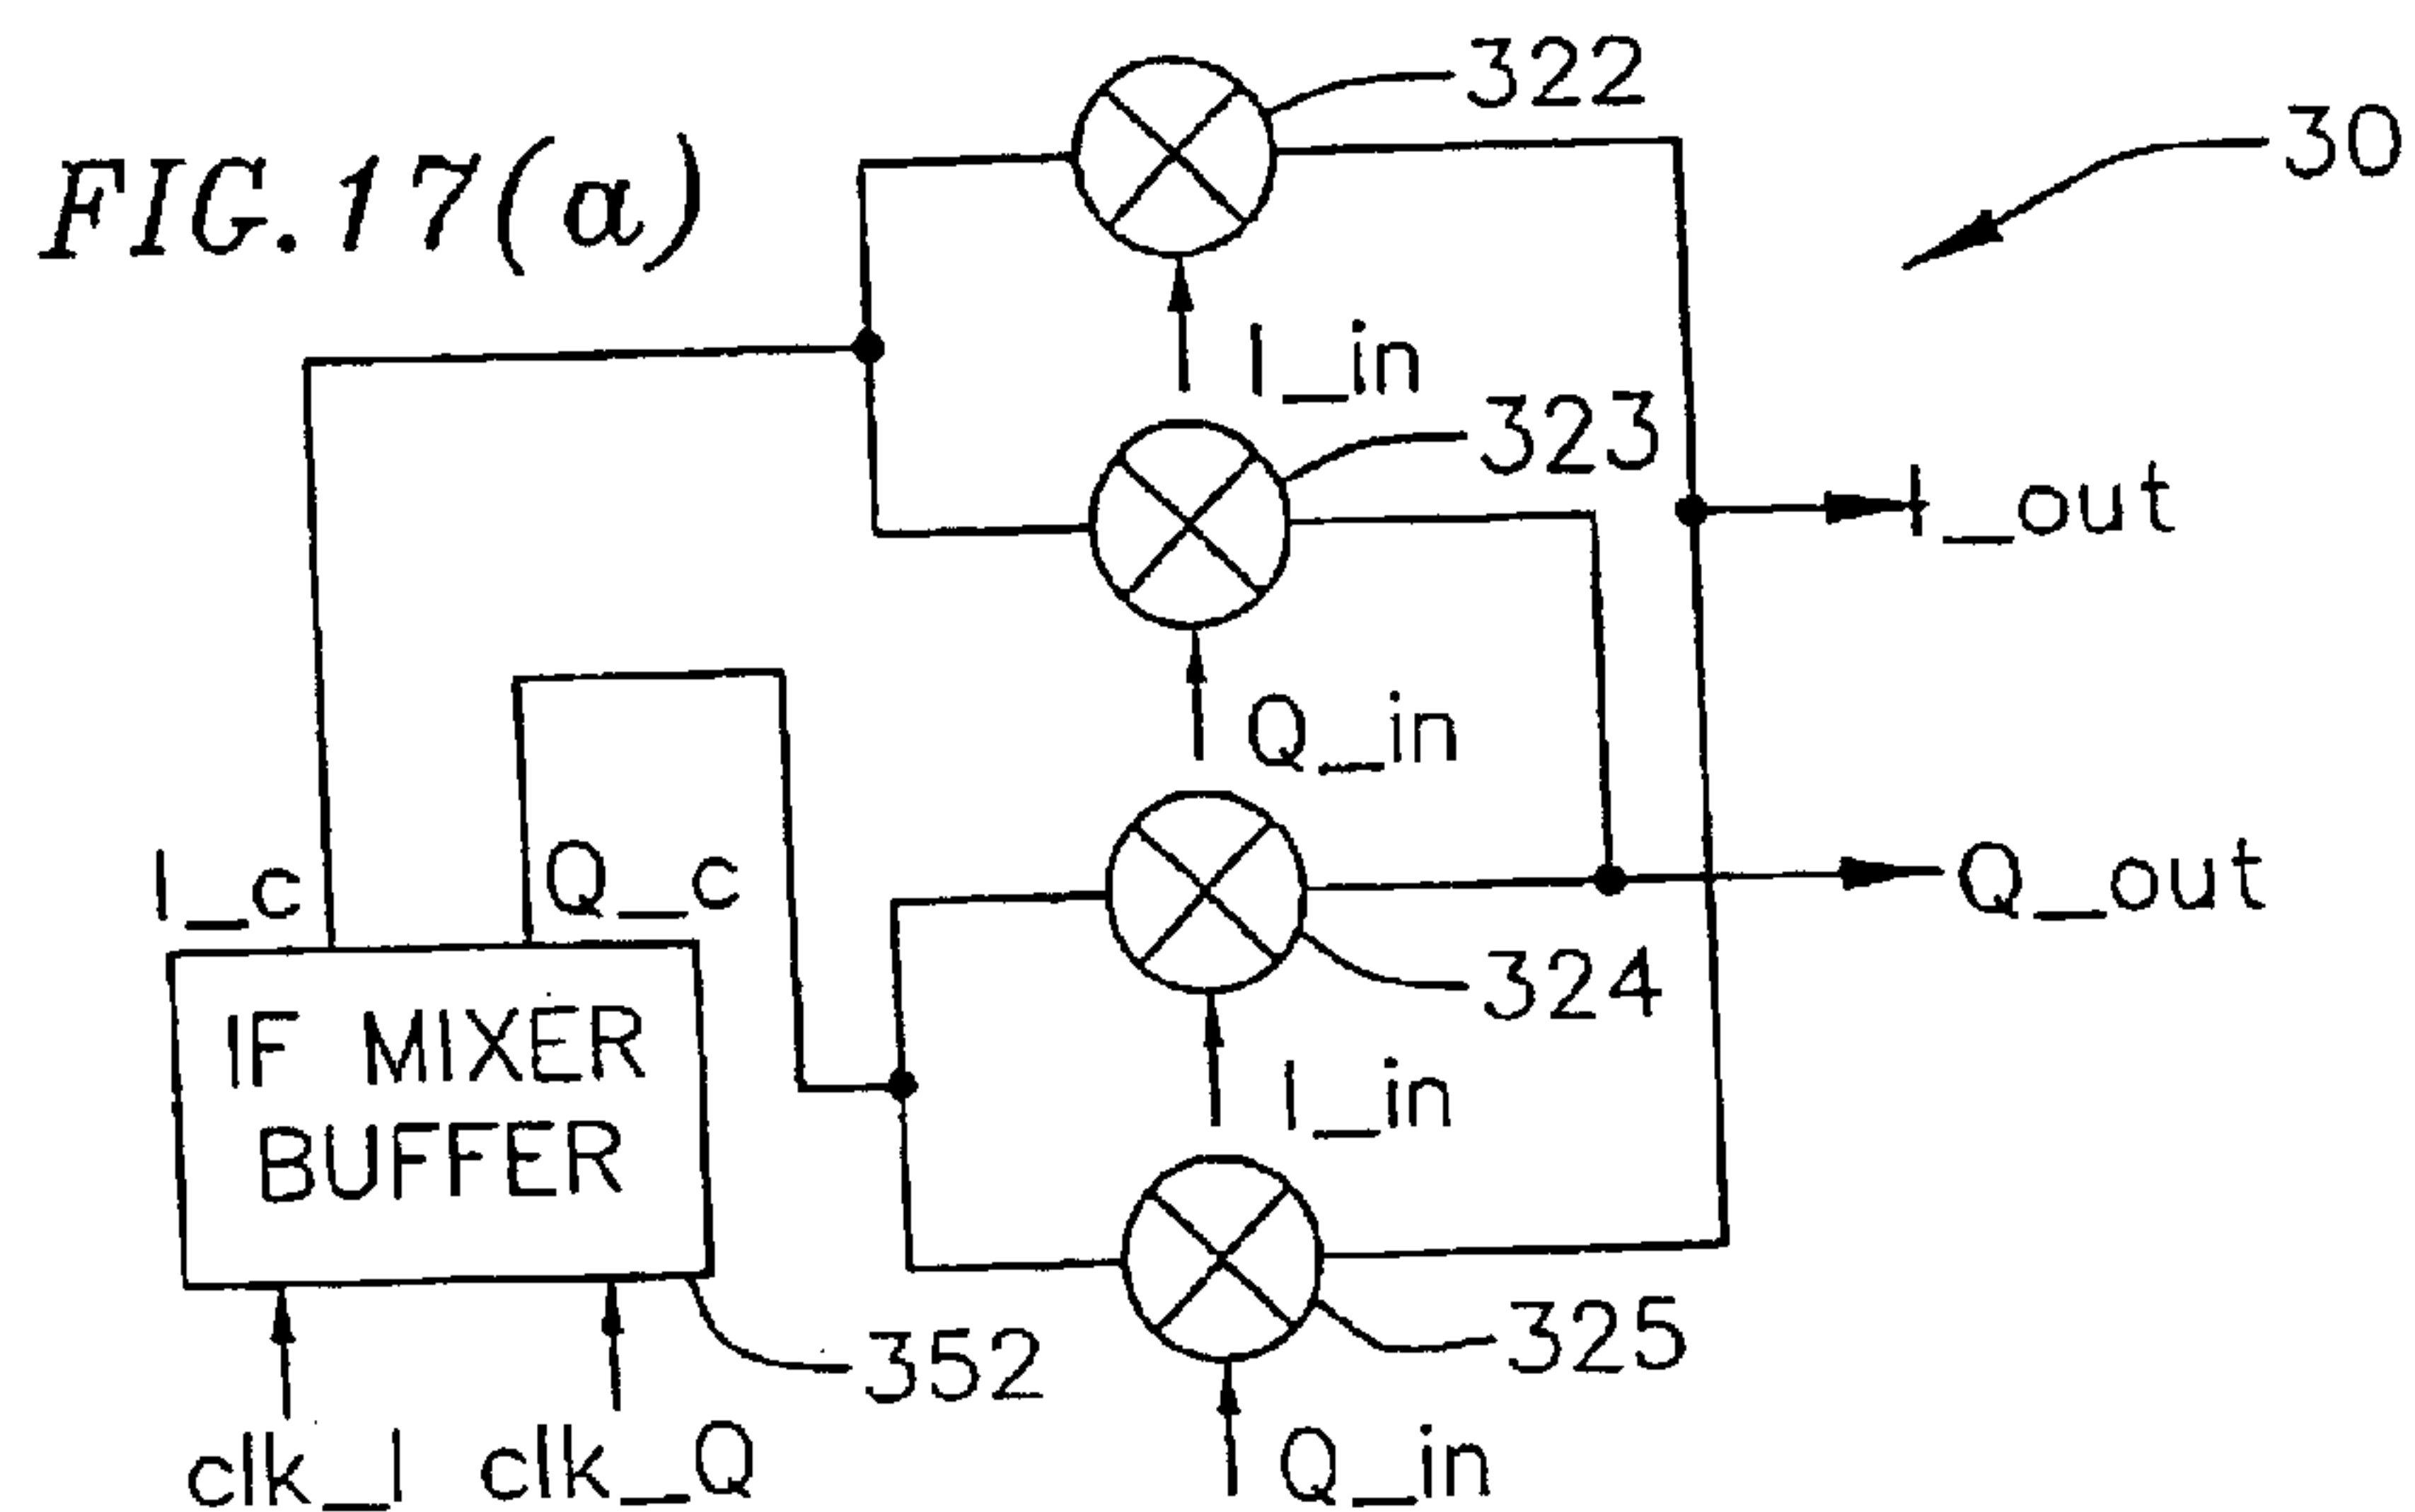 FIG. 17(a)
322
30
I_in
323
I_out
Q_in
I_c
Q_c
Q_out
IF MIXER
BUFFER
324
I_in
352
325
clk_I
clk_Q
Q_in